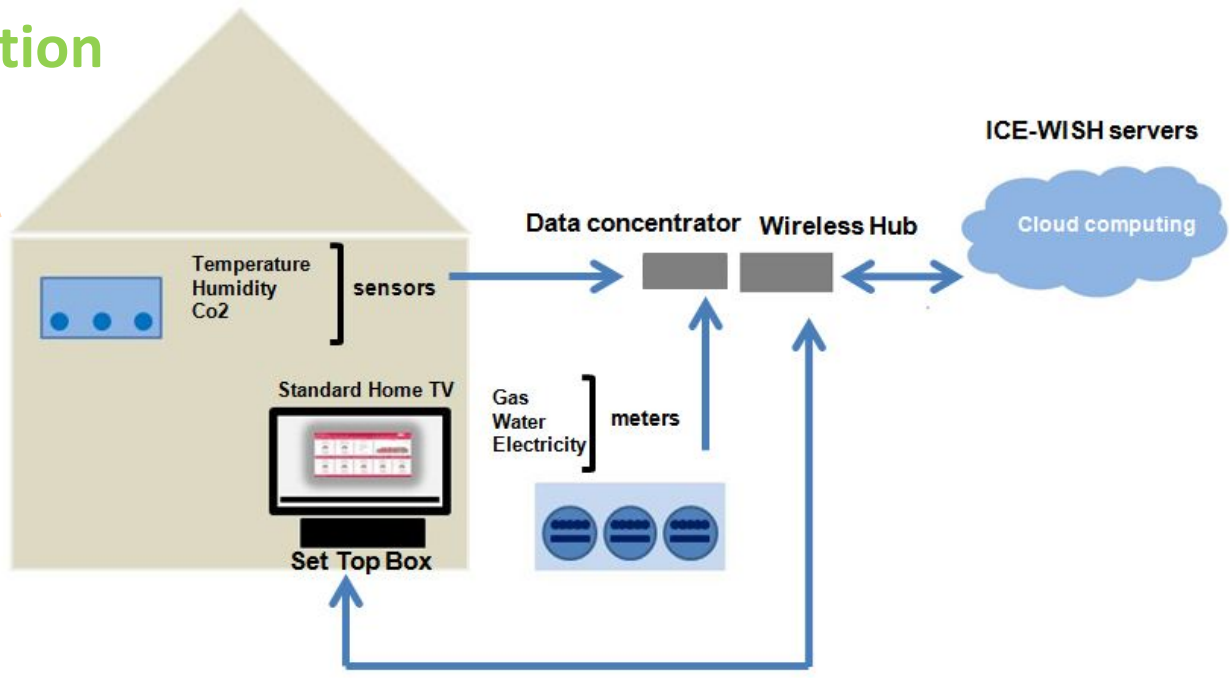 tion
ICE-WISH servers
Cloud computing
Data concentrator
Wireless Hub
Temperature
Humidity
Co2
sensors
Standard Home TV
Gas
Water
Electricity
meters
Set Top Box